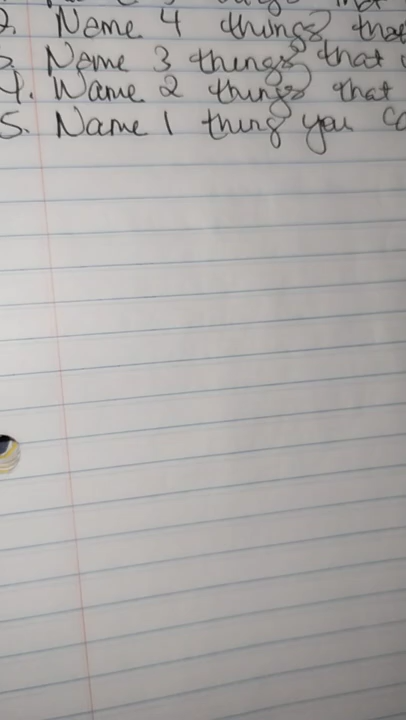 2. Name 4 things that
3. Name 3 things that
4. Name 2 things that
5. Name 1 thing you